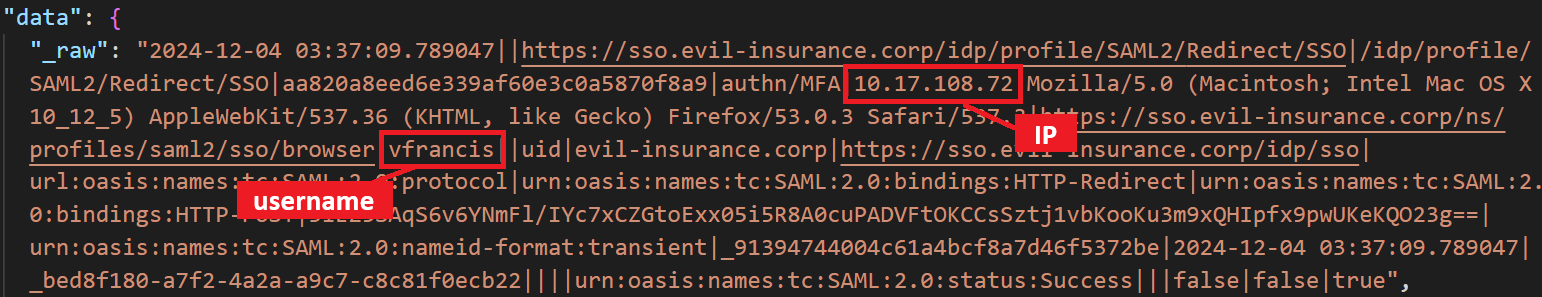 "data": {
"_raw": "2024-12-04 03:37:09.789047||https://sso.evil-insurance.corp/idp/profile/SAML2/Redirect/SSO|/idp/profile/
SAML2/Redirect/SSO|aa820a8eed6e339af60e3c0a5870f8a9|authn/MFA 10.17.108.72 Mozilla/5.0 (Macintosh; Intel Mac OS X
10_12_5) AppleWebKit/537.36 (KHTML, like Gecko) Firefox/53.0.3 Safari/537. https://sso.evil-insurance.corp/ns/
IP
profiles/saml2/sso/browser vfrancis |uid|evil-insurance.corp|https://sso.evil-insurance.corp/idp/sso|
url:oasis:names:tc:SAML:2.0:protocol|urn:oasis:names:tc:SAML:2.0:bindings:HTTP-Redirect|urn:oasis:names:tc:SAML:2.
username
0:bindings:HTTP- AqS6v6YNmFl/IYc7xCZGtoExx05i5R8A0cuPADVFtOKCCsSztj1vbKooKu3m9xQHIpfx9pwUKeKQO23g==|
urn:oasis:names:tc:SAML:2.0:nameid-format:transient|_91394744004c61a4bcf8a7d46f5372be|2024-12-04 03:37:09.789047|
_bed8f180-a7f2-4a2a-a9c7-c8c81f0ecb22||||urn:oasis:names:tc:SAML:2.0:status:Success|||false|false|true",